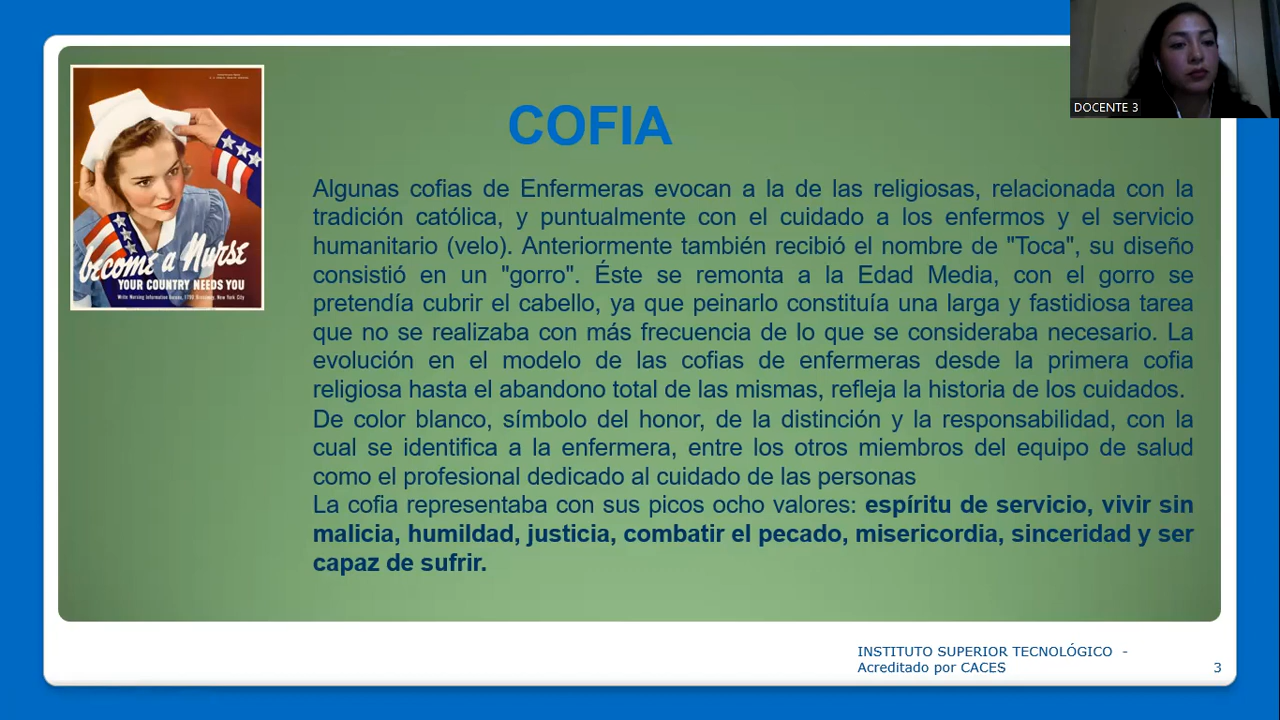 DOCENTE 3
become a Nurse
YOUR COUNTRY NEEDS YOU
COFIA
Algunas cofias de Enfermeras evocan a la de las religiosas, relacionada con la
tradición católica, y puntualmente con el cuidado a los enfermos y el servicio
humanitario (velo). Anteriormente también recibió el nombre de "Toca", su diseño
consistió en un "gorro". Éste se remonta a la Edad Media, con el gorro se
pretendía cubrir el cabello, ya que peinarlo constituía una larga y fastidiosa tarea
que no se realizaba con más frecuencia de lo que se consideraba necesario. La
evolución en el modelo de las cofias de enfermeras desde la primera cofia
religiosa hasta el abandono total de las mismas, refleja la historia de los cuidados.
De color blanco, símbolo del honor, de la distinción y la responsabilidad, con la
cual se identifica a la enfermera, entre los otros miembros del equipo de salud
como el profesional dedicado al cuidado de las personas
La cofia representaba con sus picos ocho valores: espíritu de servicio, vivir sin
malicia, humildad, justicia, combatir el pecado, misericordia, sinceridad y ser
capaz de sufrir.
INSTITUTO SUPERIOR TECNOLÓGICO -
Acreditado por CACES
3